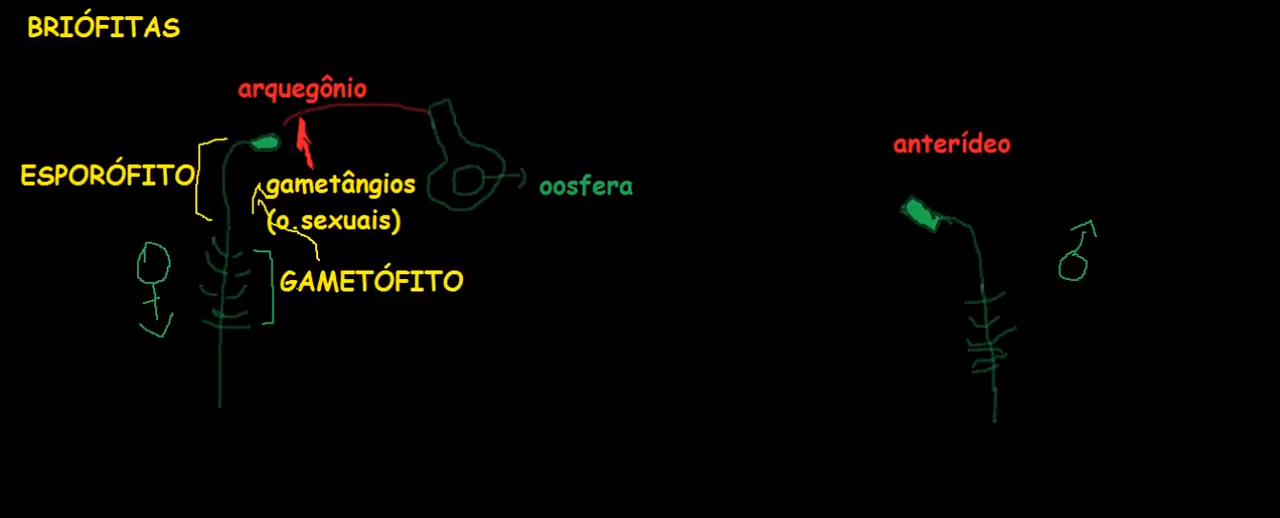 BRIÓFITAS
arquegônio
anterídeo
ESPORÓFITO
gametângios
(o.sexuais)
oosfera
GAMETÓFITO